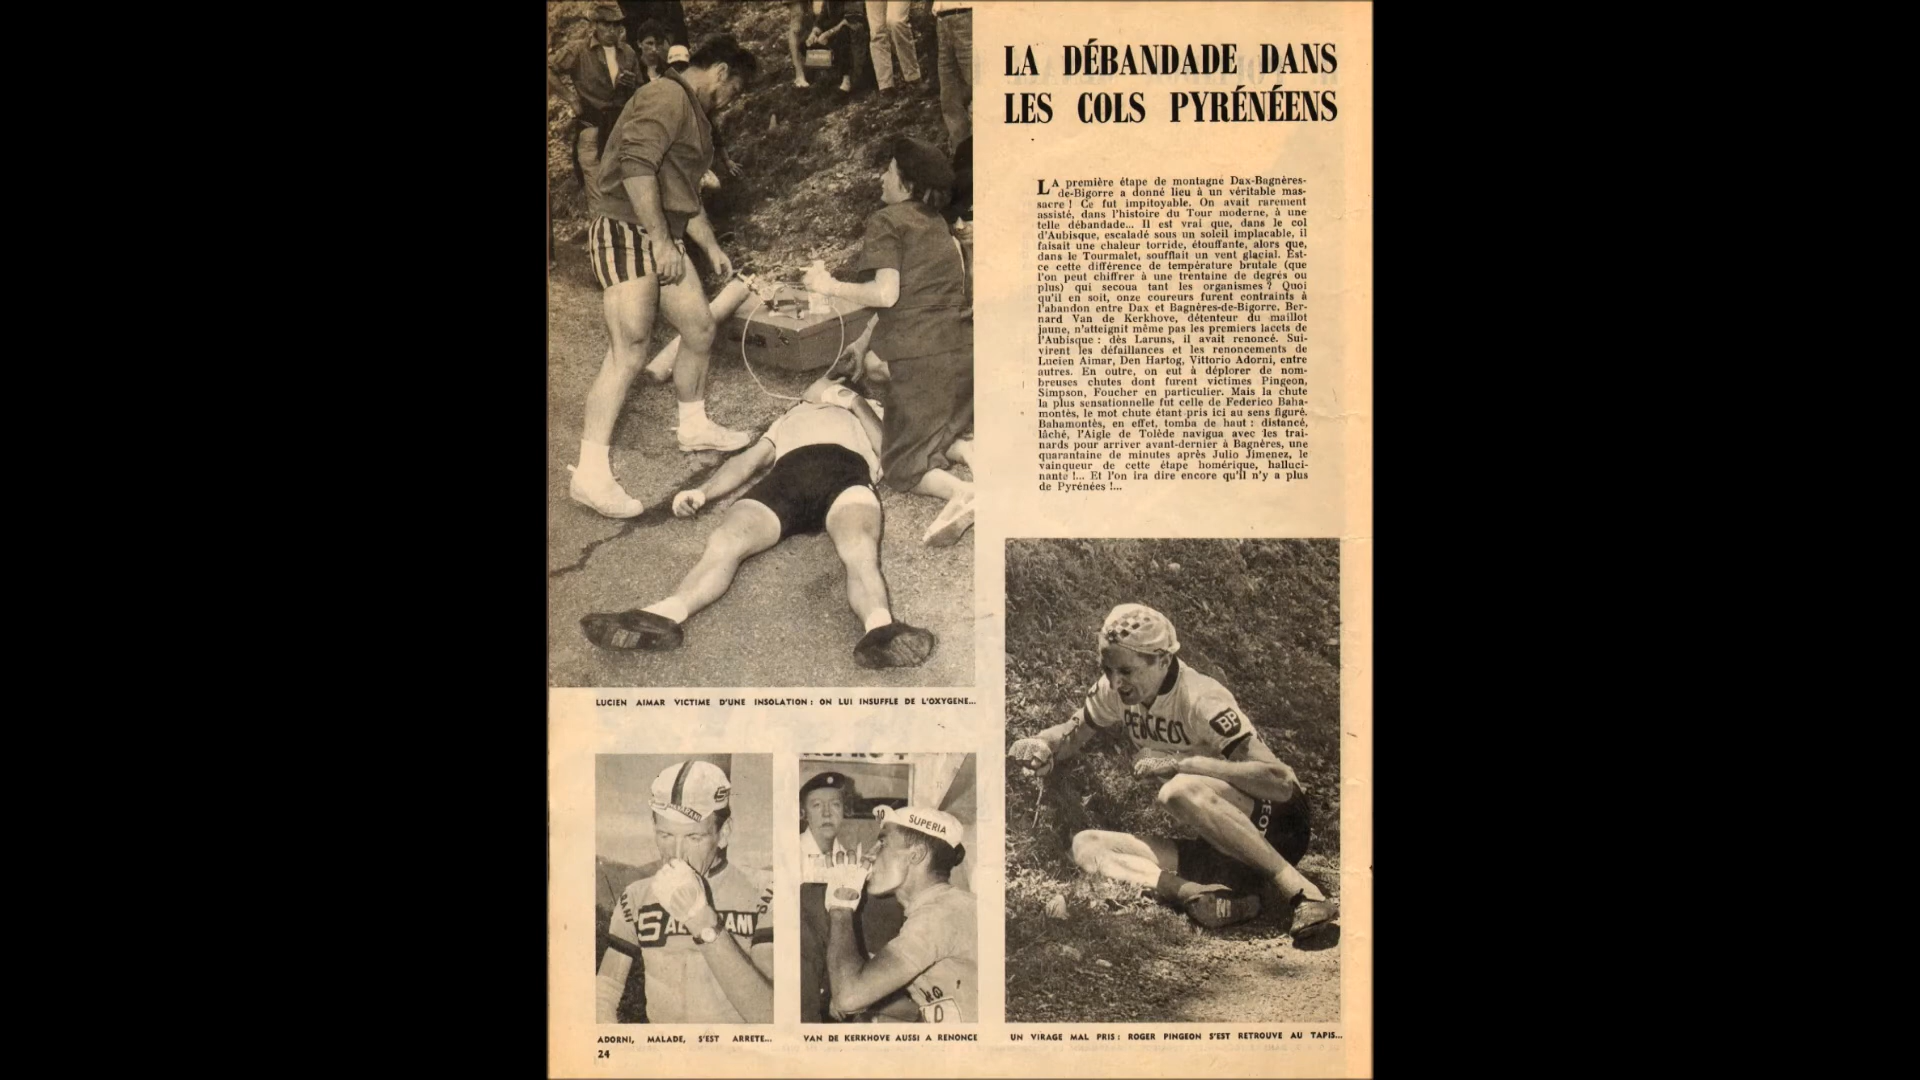 LA DÉBANDADE DANS
LES COLS PYRÉNÉENS
LA première étape de montagne Dax-Bagnères-
de-Bigorre a donné lieu à un véritable mas-
sacre ! Ce fut impitoyable. On avait rarement
assisté, dans l'histoire du Tour moderne, à une
telle débandade... Il est vrai que, dans le col
d'Aubisque, escaladé sous un soleil implacable, il
faisait une chaleur torride, étouffante, alors que,
dans le Tourmalet, soufflait un vent glacial. Est-
ce cette différence de température brutale (que
l'on peut chiffrer à une trentaine de degrés ou
plus) qui secoua tant les organismes ? Quoi
qu'il en soit, onze coureurs furent contraints à
l'abandon entre Dax et Bagnères-de-Bigorre. Ber-
nard Van de Kerkhove, détenteur du maillot
jaune, n'atteignit même pas les premiers lacets de
l'Aubisque : dès Laruns, il avait renoncé. Sui-
virent les défaillances et les renoncements de
Lucien Aimar, Den Hartog, Vittorio Adorni, entre
autres. En outre, on eut à déplorer de nom-
breuses chutes dont furent victimes Pingeon,
Simpson, Foucher en particulier. Mais la chute
la plus sensationnelle fut celle de Federico Baha-
montès, le mot chute étant pris ici au sens figuré.
Bahamontès, en effet, tomba de haut : distancé,
lâché, l'Aigle de Tolède navigua avec les traî-
nards pour arriver avant-dernier à Bagnères, une
quarantaine de minutes après Julio Jimenez, le
vainqueur de cette étape homérique, halluci-
nante !... Et l'on ira dire encore qu'il n'y a plus
de Pyrénées !...
LUCIEN AIMAR VICTIME D'UNE INSOLATION : ON LUI INSUFFLE DE L'OXYGENE...
PEUGEOT
BP
SUPERIA
ADORNI, MALADE, S'EST ARRETE...
VAN DE KERKHOVE AUSSI A RENONCE
UN VIRAGE MAL PRIS : ROGER PINGEON S'EST RETROUVE AU TAPIS...
24